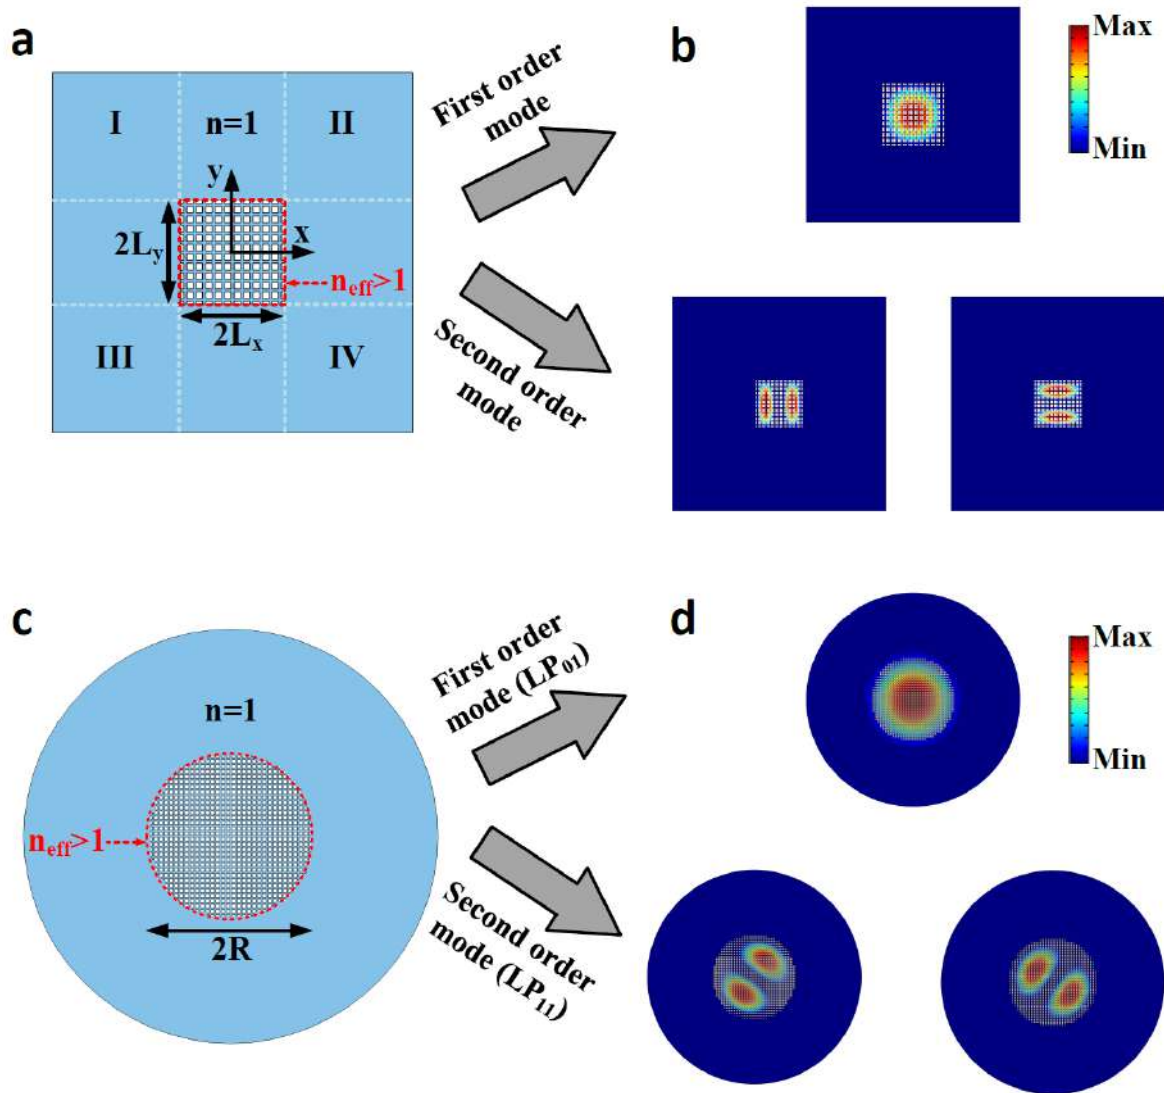 a
I
n=1
II
y
x
2Ly
neff>1
2Lx
III
IV
First order
mode
Second order
mode
b
Max
Min
c
n=1
neff>1
2R
First order
mode (LP01)
Second order
mode (LP11)
d
Max
Min